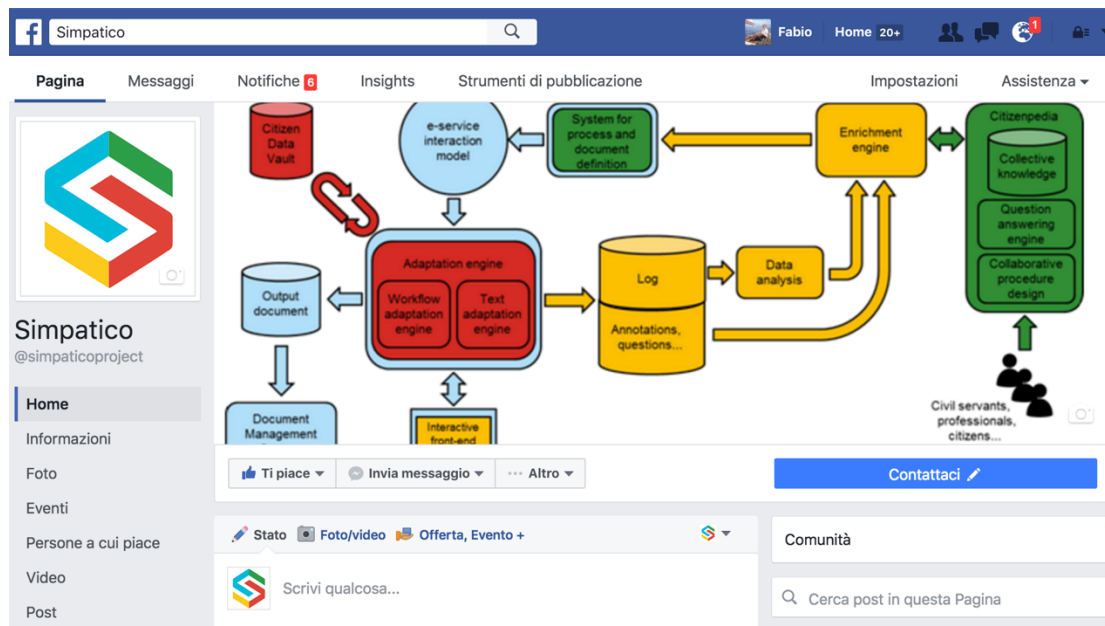 Simpatico
Fabio
Home 20+
1
Pagina
Messaggi
Notifiche 6
Insights
Strumenti di pubblicazione
Impostazioni
Assistenza
Simpatico
@simpaticoproject
Home
Informazioni
Foto
Eventi
Persone a cui piace
Video
Post
Citizen
Data
Vault
e-service
interaction
model
System for
process and
document
definition
Enrichment
engine
Citizenpedia
Collective
knowledge
Question
answering
engine
Collaborative
procedure
design
Adaptation engine
Workflow
adaptation
engine
Text
adaptation
engine
Output
document
Log
Annotations,
questions...
Data
analysis
Document
Management
Interactive
front-end
Civil servants,
professionals,
citizens...
Ti piace
Invia messaggio
Altro
Contattaci
Stato
Foto/video
Offerta, Evento +
Scrivi qualcosa...
Comunità
Cerca post in questa Pagina